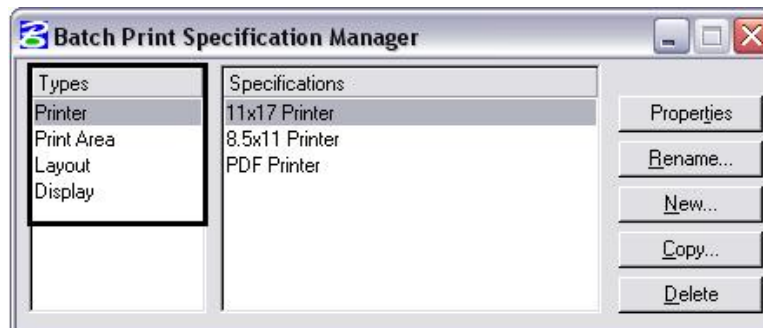 Batch Print Specification Manager
Types
Printer
Print Area
Layout
Display
Specifications
11x17 Printer
8.5x11 Printer
PDF Printer
Properties
Rename...
New...
Copy...
Delete